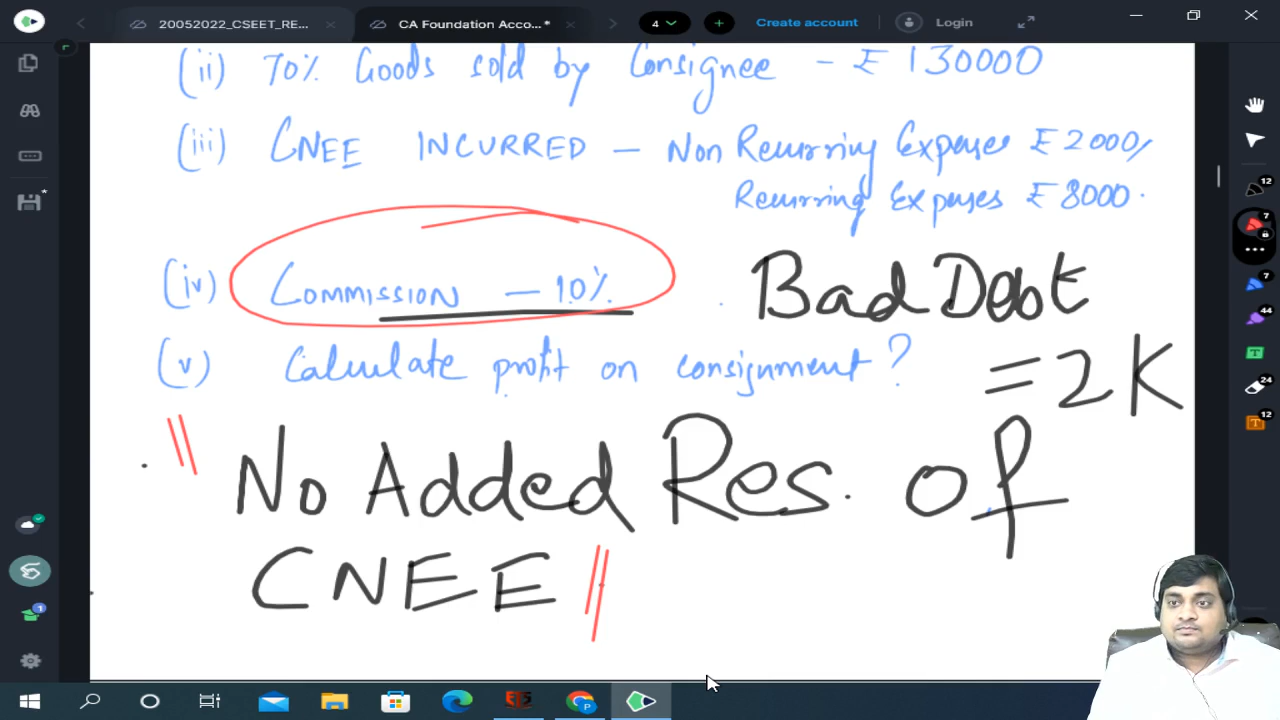 20052022_CSEET_RE...
CA Foundation Acco...*
4
Create account
Login
(ii) 70% Goods sold by Consignee - ₹ 130000
(iii) CNEE INCURRED - Non Recurring Expenses ₹ 2000/
Recurring Expenses ₹ 8000.
(iv) COMMISSION - 10%
Bad Debt
= 2K
(v) Calculate profit on consignment?
No Added Res. of
CNEE
12
7
7
44
24
12
1